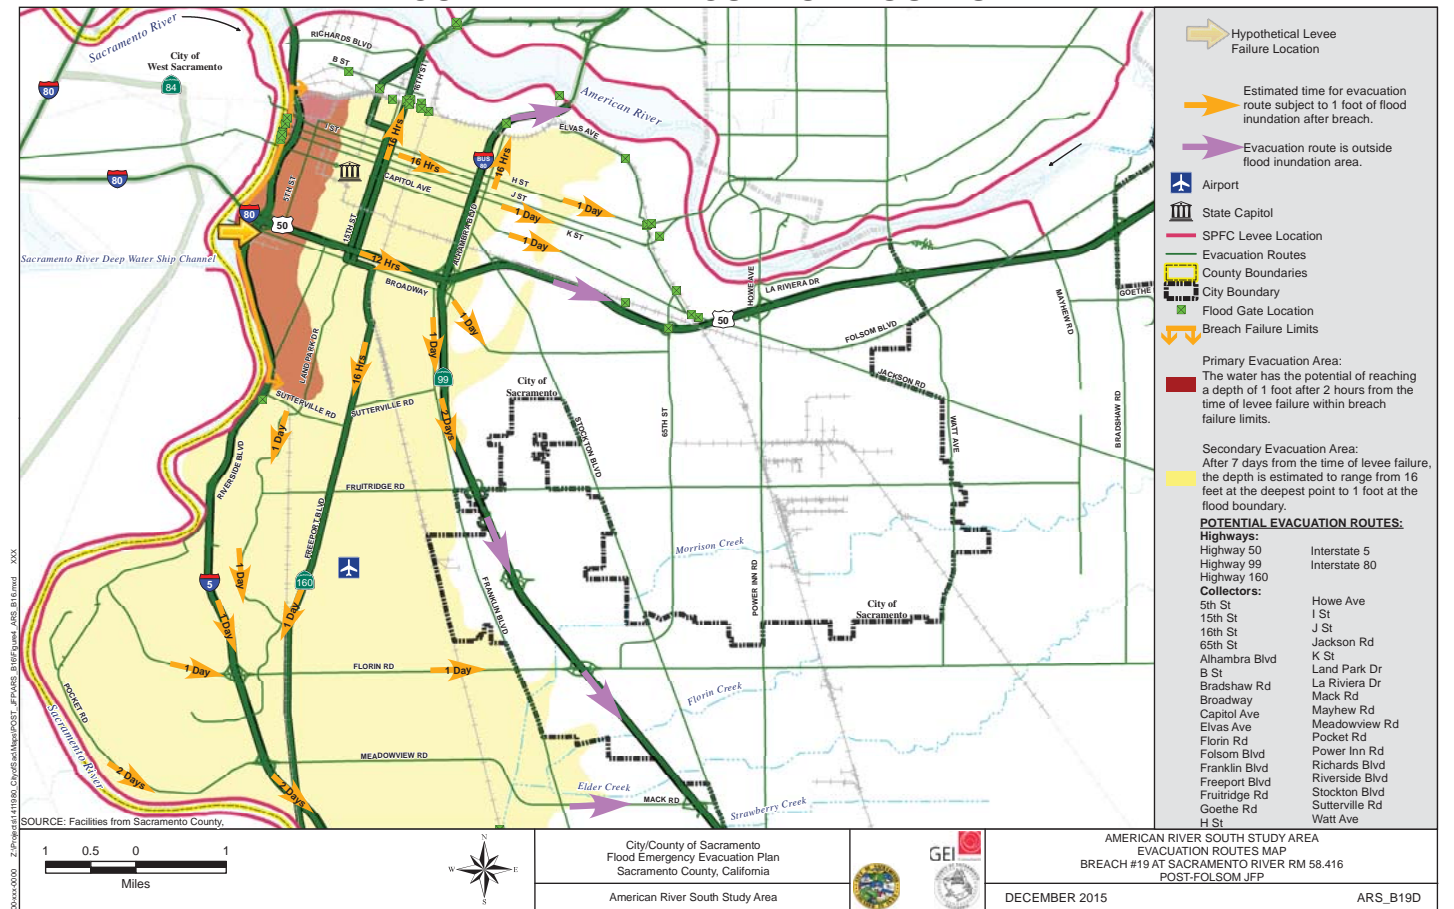 Sacramento River
City of
West Sacramento
84
80
80
80
RICHARDS BLVD
B ST
16TH ST
American River
ELVAS AVE
BUS
80
J ST
16 Hrs
16 Hrs
16 Hrs
CAPITOL AVE
H ST
J ST
K ST
1 Day
1 Day
1 Day
5TH ST
15TH ST
ALHAMBRA BLVD
50
12 Hrs
BROADWAY
Sacramento River Deep Water Ship Channel
HOWE AVE
LA RIVIERA DR
50
FOLSOM BLVD
MAYHEW RD
GOETHE
JACKSON RD
LAND PARK DR
16 Hrs
1 Day
1 Day
99
City of
Sacramento
SUTTERVILLE RD
SUTTERVILLE RD
2 Days
STOCKTON BLVD
65TH ST
WATT AVE
BRADSHAW RD
1 Day
RIVERSIDE BLVD
FRUITRIDGE RD
FREEPORT BLVD
Morrison Creek
1 Day
5
160
FRANKLIN BLVD
POWER INN RD
City of
Sacramento
1 Day
1 Day
1 Day
FLORIN RD
1 Day
Florin Creek
POCKET RD
Sacramento River
MEADOWVIEW RD
2 Days
2 Days
Elder Creek
MACK RD
Strawberry Creek
SOURCE: Facilities from Sacramento County,
Hypothetical Levee
Failure Location
Estimated time for evacuation
route subject to 1 foot of flood
inundation after breach.
Evacuation route is outside
flood inundation area.
Airport
State Capitol
SPFC Levee Location
Evacuation Routes
County Boundaries
City Boundary
Flood Gate Location
Breach Failure Limits
Primary Evacuation Area:
The water has the potential of reaching
a depth of 1 foot after 2 hours from the
time of levee failure within breach
failure limits.
Secondary Evacuation Area:
After 7 days from the time of levee failure,
the depth is estimated to range from 16
feet at the deepest point to 1 foot at the
flood boundary.
POTENTIAL EVACUATION ROUTES:
Highways:
Highway 50
Highway 99
Highway 160
Interstate 5
Interstate 80
Collectors:
5th St
15th St
16th St
65th St
Alhambra Blvd
B St
Bradshaw Rd
Broadway
Capitol Ave
Elvas Ave
Florin Rd
Folsom Blvd
Franklin Blvd
Freeport Blvd
Fruitridge Rd
Goethe Rd
H St
Howe Ave
I St
J St
Jackson Rd
K St
Land Park Dr
La Riviera Dr
Mack Rd
Mayhew Rd
Meadowview Rd
Pocket Rd
Power Inn Rd
Richards Blvd
Riverside Blvd
Stockton Blvd
Sutterville Rd
Watt Ave
1 0.5 0 1
Miles
N
W E
S
City/County of Sacramento
Flood Emergency Evacuation Plan
Sacramento County, California
American River South Study Area
GEI
AMERICAN RIVER SOUTH STUDY AREA
EVACUATION ROUTES MAP
BREACH #19 AT SACRAMENTO RIVER RM 58.416
POST-FOLSOM JFP
DECEMBER 2015 ARS_B19D